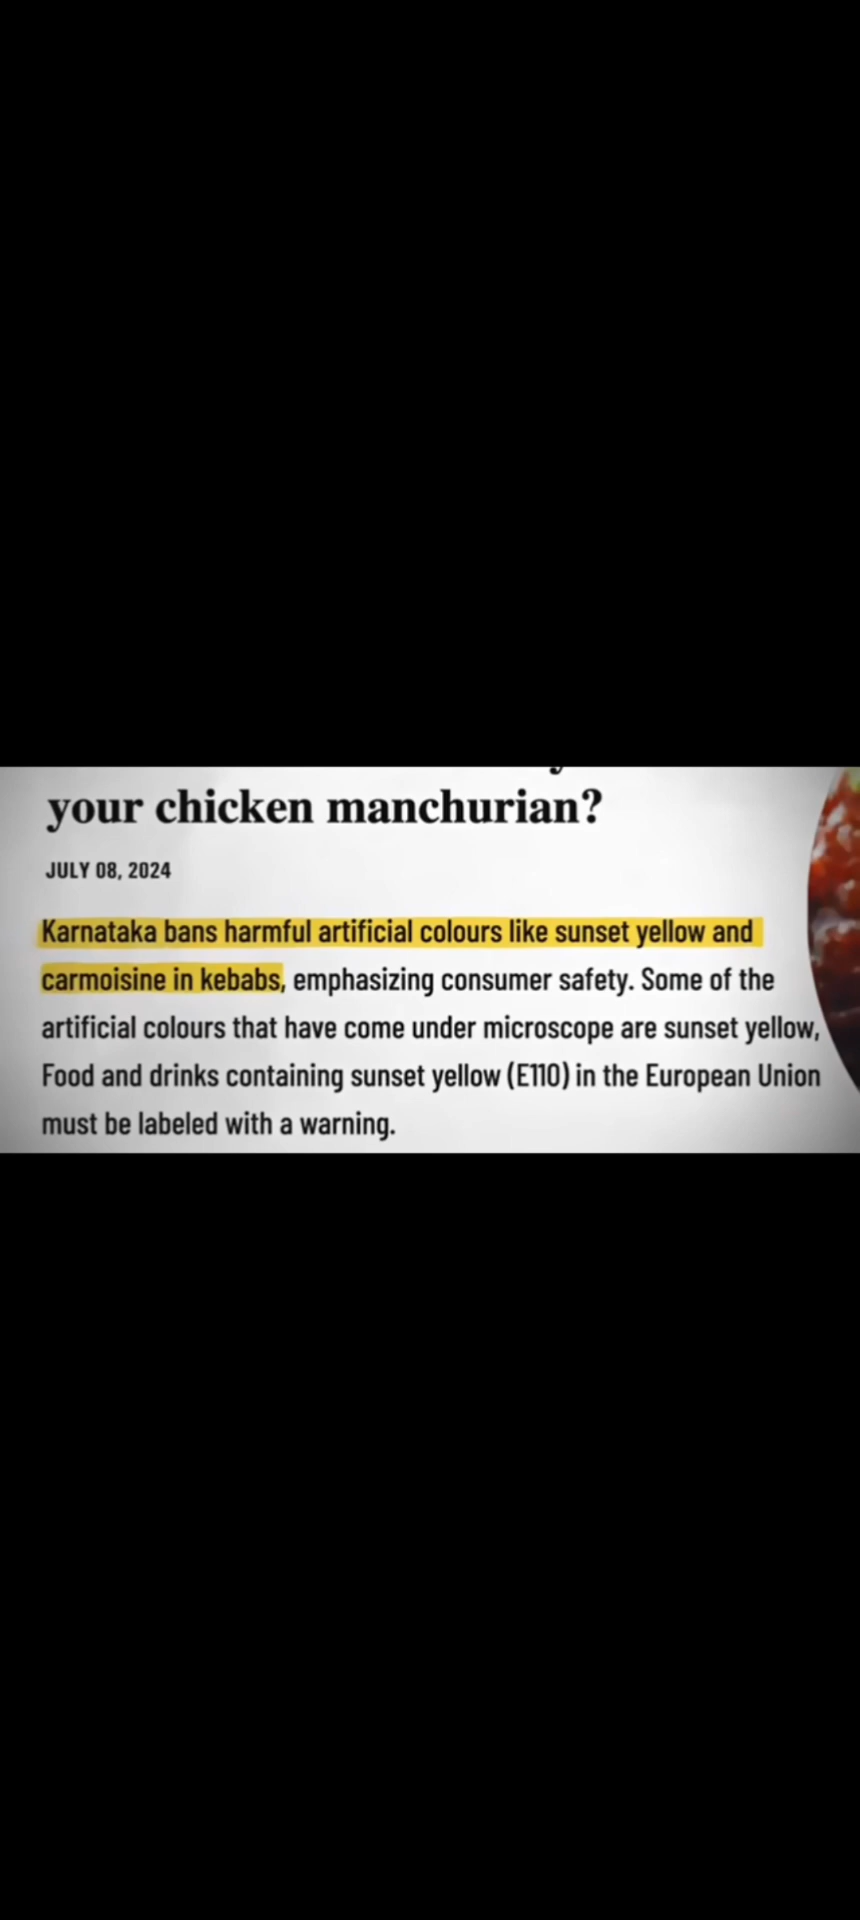 your chicken manchurian?
JULY 08, 2024
Karnataka bans harmful artificial colours like sunset yellow and
carmoisine in kebabs, emphasizing consumer safety. Some of the
artificial colours that have come under microscope are sunset yellow,
Food and drinks containing sunset yellow (E110) in the European Union
must be labeled with a warning.